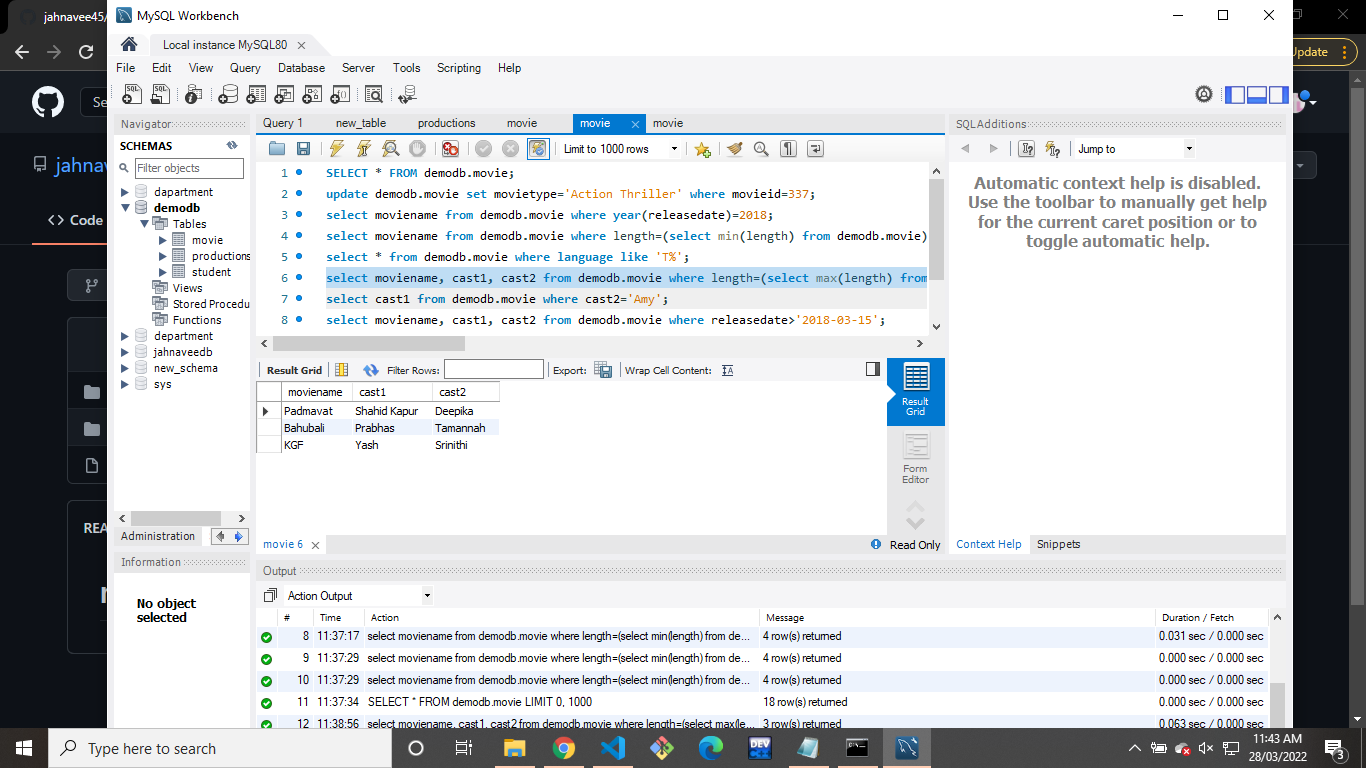 jahnavee45/
MySQL Workbench
Update
Local instance MySQL80
File Edit View Query Database Server Tools Scripting Help
Se
jahnav
<> Code
REA
Navigator
SCHEMAS
Filter objects
dapartment
demodb
Tables
movie
productions
student
Views
Stored Procedu
Functions
department
jahnaveedb
new_schema
sys
Administration
Information
No object
selected
Query 1 new_table productions movie movie movie
Limit to 1000 rows
1 SELECT * FROM demodb.movie;
2 update demodb.movie set movietype='Action Thriller' where movieid=337;
3 select moviename from demodb.movie where year(releasedate)=2018;
4 select moviename from demodb.movie where length=(select min(length) from demodb.movie)
5 select * from demodb.movie where language like 'T%';
6 select moviename, cast1, cast2 from demodb.movie where length=(select max(length) from
7 select cast1 from demodb.movie where cast2='Amy';
8 select moviename, cast1, cast2 from demodb.movie where releasedate>'2018-03-15';
Result Grid Filter Rows: Export: Wrap Cell Content:
moviename cast1 cast2
Padmavat Shahid Kapur Deepika
Bahubali Prabhas Tamannah
KGF Yash Srinithi
Result
Grid
Form
Editor
movie 6
Read Only
SQLAdditions
Jump to
Automatic context help is disabled.
Use the toolbar to manually get help
for the current caret position or to
toggle automatic help.
Context Help Snippets
Output
Action Output
# Time Action Message Duration / Fetch
8 11:37:17 select moviename from demodb.movie where length=(select min(length) from de... 4 row(s) returned 0.031 sec / 0.000 sec
9 11:37:29 select moviename from demodb.movie where length=(select min(length) from de... 4 row(s) returned 0.000 sec / 0.000 sec
10 11:37:29 select moviename from demodb.movie where length=(select min(length) from de... 4 row(s) returned 0.000 sec / 0.000 sec
11 11:37:34 SELECT * FROM demodb.movie LIMIT 0, 1000 18 row(s) returned 0.000 sec / 0.000 sec
12 11:38:56 select moviename, cast1, cast2 from demodb.movie where length=(select max(le... 3 row(s) returned 0.063 sec / 0.000 sec
Type here to search
DEV
11:43 AM
28/03/2022
3